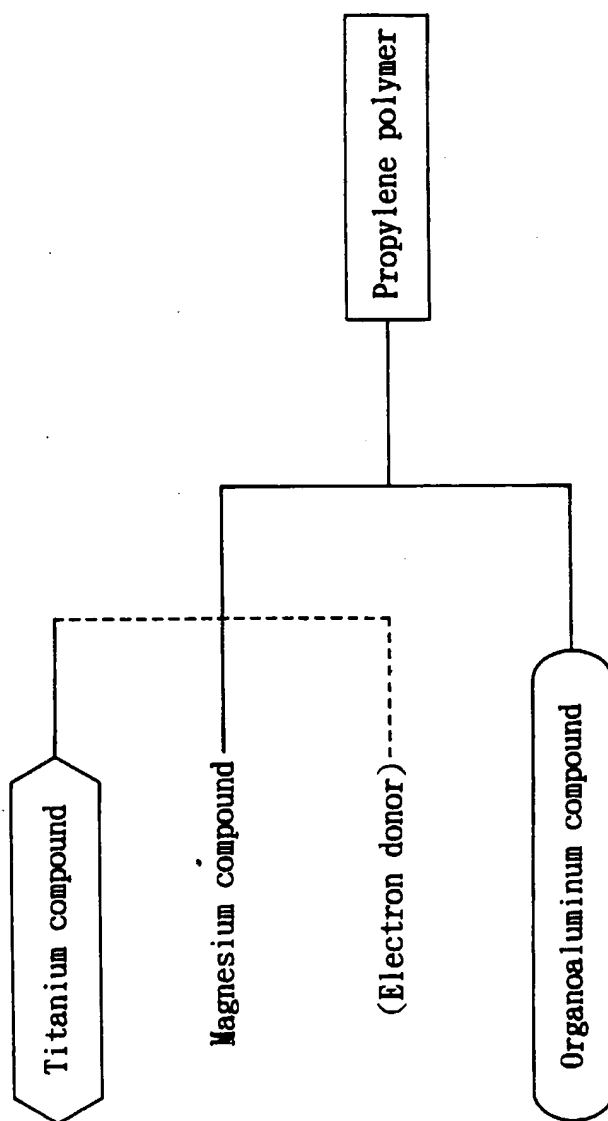 Titanium compound
Magnesium compound
(Electron donor)
Organoaluminum compound
Propylene polymer